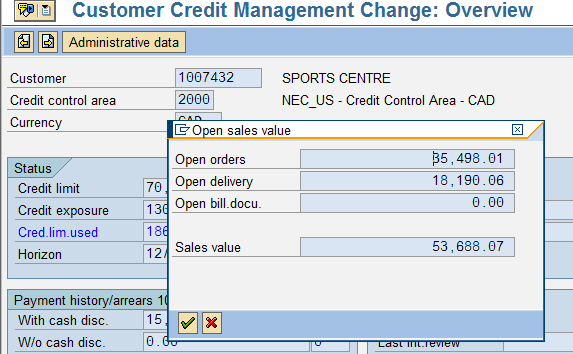 Customer Credit Management Change: Overview
Administrative data
Customer 1007432 SPORTS CENTRE
Credit control area 2000 NEC_US - Credit Control Area - CAD
Currency CAD
Open sales value
Open orders 35,498.01
Open delivery 18,190.06
Open bill.docu. 0.00
Sales value 53,688.07
Status
Credit limit 70,
Credit exposure 130
Cred.lim.used 186
Horizon 12/
Payment history/arrears 10
With cash disc. 15,
W/o cash disc. 0.00 0 Last int.review